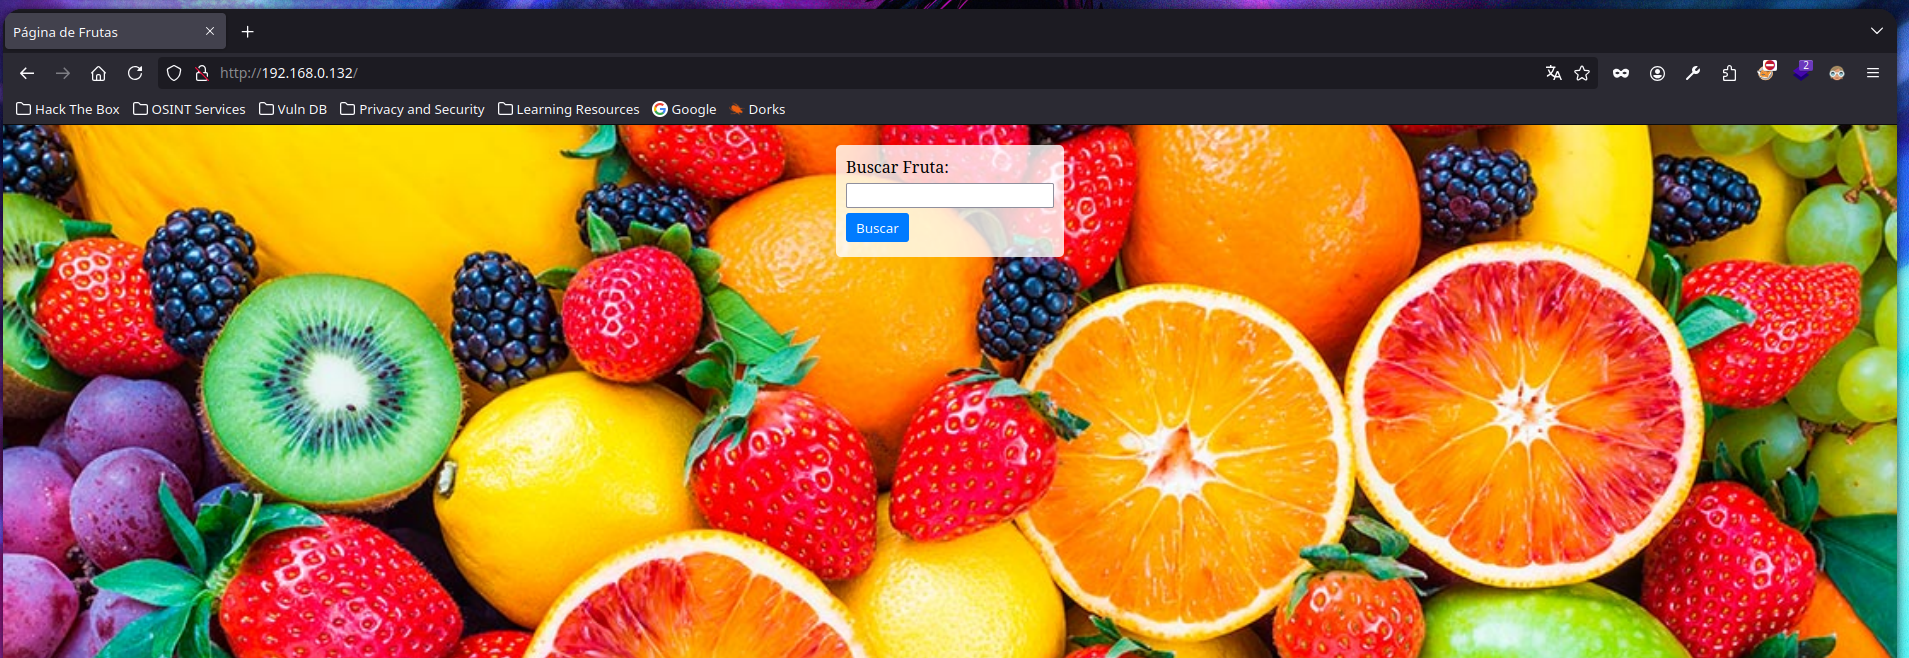 Página de Frutas
http://192.168.0.132/
2
Hack The Box OSINT Services Vuln DB Privacy and Security Learning Resources Google Dorks
Buscar Fruta:
Buscar